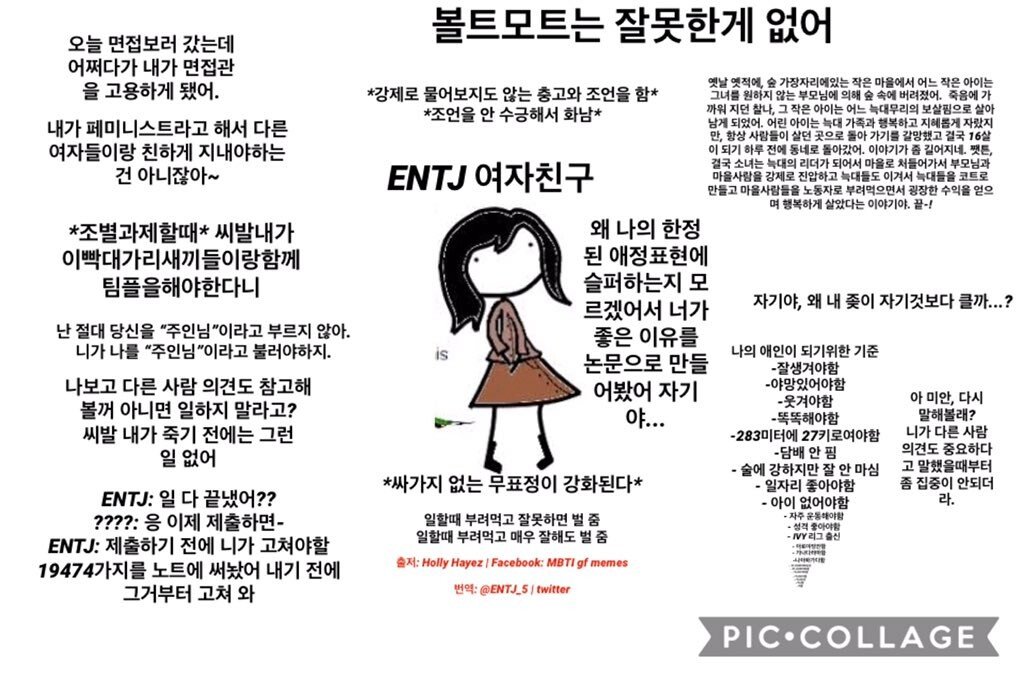 볼트모트는 잘못한게 없어
오늘 면접보러 갔는데
어쩌다가 내가 면접관
을 고용하게 됐어.
내가 페미니스트라고 해서 다른
여자들이랑 친하게 지내야하는
건 아니잖아~
*조별과제할때* 씨발내가
이빡대가리새끼들이랑함께
팀플을해야한다니
난 절대 당신을 “주인님”이라고 부르지 않아.
니가 나를 “주인님”이라고 불러야하지.
나보고 다른 사람 의견도 참고해
볼꺼 아니면 일하지 말라고?
씨발 내가 죽기 전에는 그런
일 없어
ENTJ: 일 다 끝냈어??
????: 응 이제 제출하면-
ENTJ: 제출하기 전에 니가 고쳐야할
19474가지를 노트에 써놨어 내기 전에
그거부터 고쳐 와
*강제로 물어보지도 않는 충고와 조언을 함*
*조언을 안 수긍해서 화남*
ENTJ 여자친구
is
왜 나의 한정
된 애정표현에
슬퍼하는지 모
르겠어서 너가
좋은 이유를
논문으로 만들
어봤어 자기
야...
*싸가지 없는 무표정이 강화된다*
일할때 부려먹고 잘못하면 벌 줌
일할때 부려먹고 매우 잘해도 벌 줌
출저: Holly Hayez | Facebook: MBTI gf memes
번역: @ENTJ_5 | twitter
옛날 옛적에, 숲 가장자리에있는 작은 마을에서 어느 작은 아이는
그녀를 원하지 않는 부모님에 의해 숲 속에 버려졌어. 죽음에 가
까워 지던 찰나, 그 작은 아이는 어느 늑대무리의 보살핌으로 살아
남게 되었어. 어린 아이는 늑대 가족과 행복하고 지혜롭게 자랐지
만, 항상 사람들이 살던 곳으로 돌아 가기를 갈망했고 결국 16살
이 되기 하루 전에 동네로 돌아갔어. 이야기가 좀 길어지네. 쨋튼,
결국 소녀는 늑대의 리더가 되어서 마을로 처들어가서 부모님과
마을사람을 강제로 진압하고 늑대들도 이겨서 늑대들을 코트로
만들고 마을사람들을 노동자로 부려먹으면서 굉장한 수익을 얻으
며 행복하게 살았다는 이야기야. 끝-!
자기야, 왜 내 좆이 자기것보다 클까...?
나의 애인이 되기위한 기준
-잘생겨야함
-야망있어야함
-웃겨야함
-똑똑해야함
-283미터에 27키로여야함
-담배 안 핌
- 술에 강하지만 잘 안 마심
- 일자리 좋아야함
- 아이 없어야함
- 자주 운동해야함
- 성격 좋아야함
- IVY 리그 출신
아 미안, 다시
말해볼래?
니가 다른 사람
의견도 중요하다
고 말했을때부터
좀 집중이 안되더
라.
PIC•COLLAGE